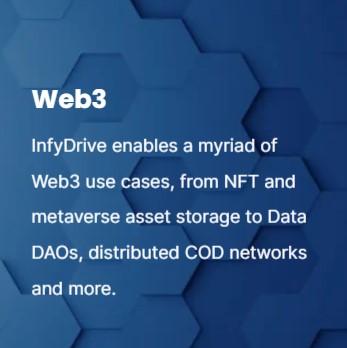 Web3
InfyDrive enables a myriad of
Web3 use cases, from NFT and
metaverse asset storage to Data
DAOs, distributed COD networks
and more.